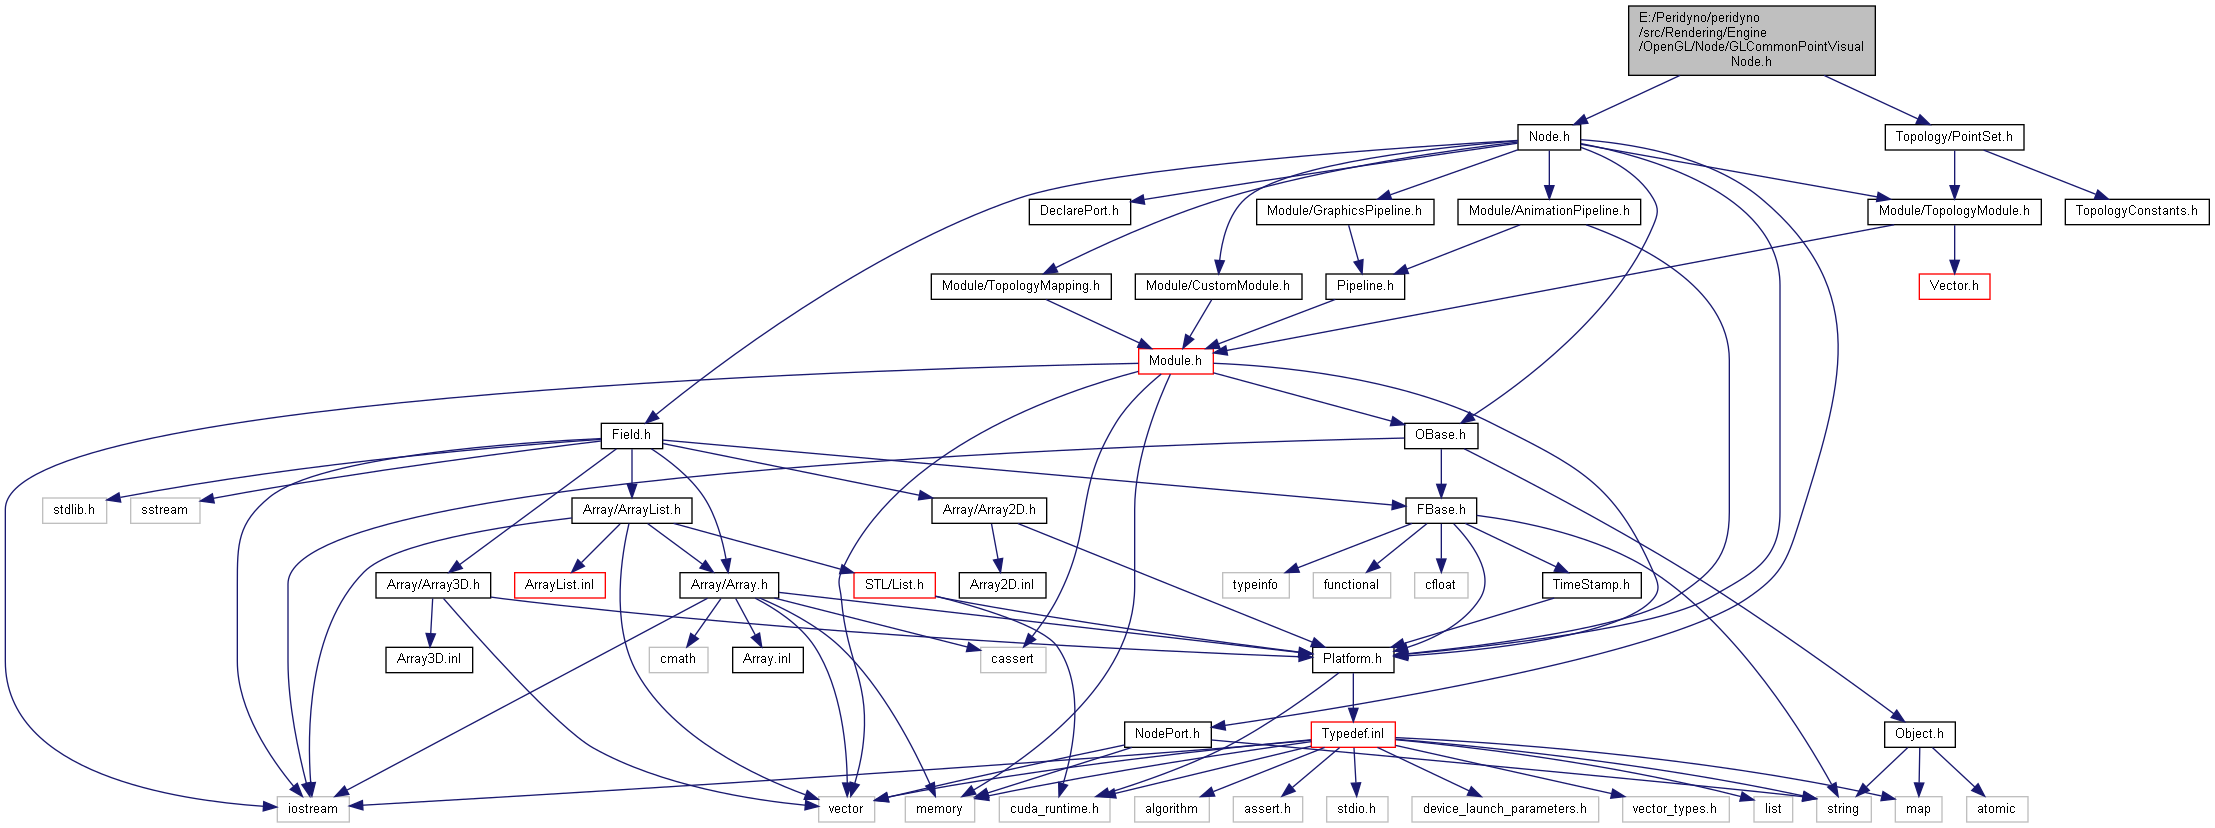 E:/Peridyno/peridyno
/src/Rendering/Engine
/OpenGL/Node/GLCommonPointVisual
Node.h
Node.h
Topology/PointSet.h
DeclarePort.h
Module/GraphicsPipeline.h
Module/AnimationPipeline.h
Module/TopologyModule.h
TopologyConstants.h
Module/TopologyMapping.h
Module/CustomModule.h
Pipeline.h
Vector.h
Module.h
Field.h
OBase.h
stdlib.h
sstream
Array/ArrayList.h
Array/Array2D.h
FBase.h
Array/Array3D.h
ArrayList.inl
Array/Array.h
STL/List.h
Array2D.inl
typeinfo
functional
cfloat
TimeStamp.h
Array3D.inl
cmath
Array.inl
cassert
Platform.h
NodePort.h
Typedef.inl
Object.h
iostream
vector
memory
cuda_runtime.h
algorithm
assert.h
stdio.h
device_launch_parameters.h
vector_types.h
list
string
map
atomic